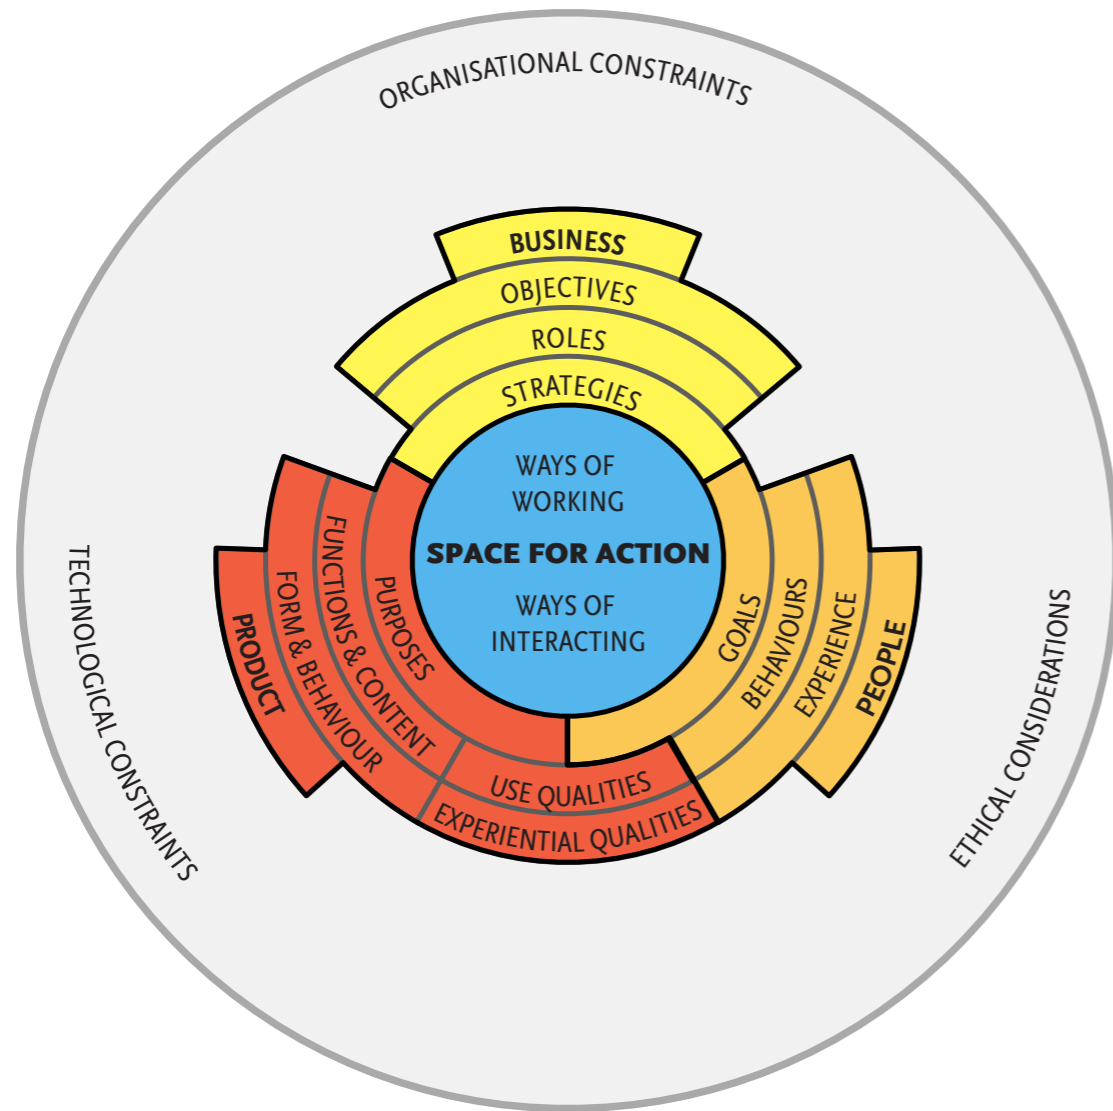 ORGANISATIONAL CONSTRAINTS
BUSINESS
OBJECTIVES
ROLES
STRATEGIES
WAYS OF
WORKING
SPACE FOR ACTION
WAYS OF
INTERACTING
PURPOSES
FUNCTIONS & CONTENT
FORM & BEHAVIOUR
PRODUCT
USE QUALITIES
EXPERIENTIAL QUALITIES
GOALS
BEHAVIOURS
EXPERIENCE
PEOPLE
TECHNOLOGICAL CONSTRAINTS
ETHICAL CONSIDERATIONS